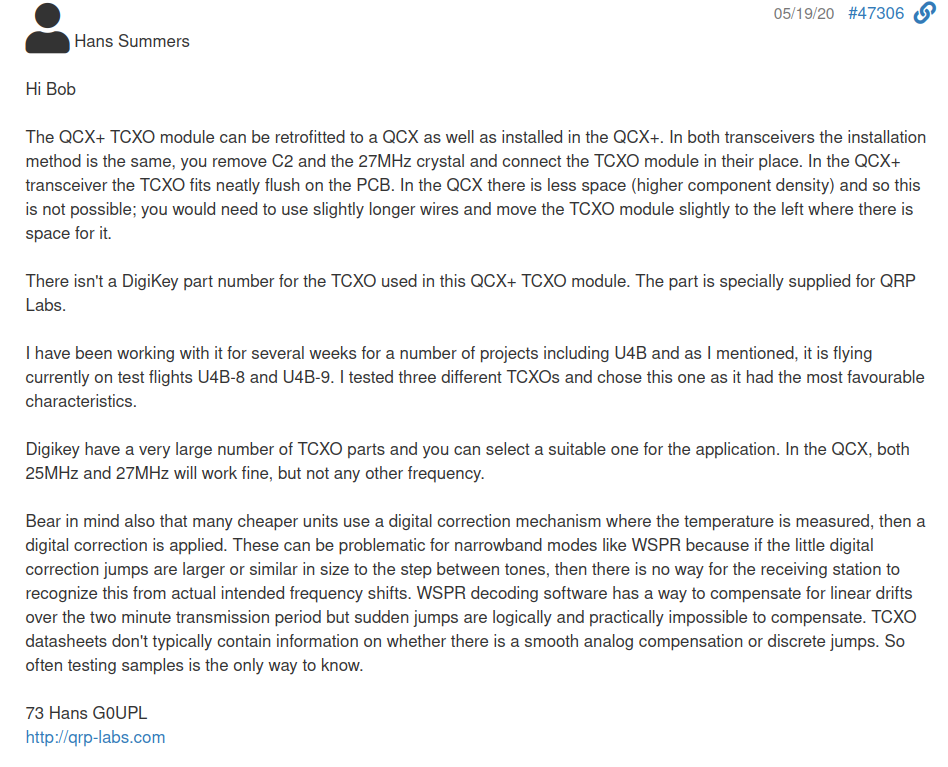 05/19/20 #47306
Hans Summers
Hi Bob
The QCX+ TCXO module can be retrofitted to a QCX as well as installed in the QCX+. In both transceivers the installation
method is the same, you remove C2 and the 27MHz crystal and connect the TCXO module in their place. In the QCX+
transceiver the TCXO fits neatly flush on the PCB. In the QCX there is less space (higher component density) and so this
is not possible; you would need to use slightly longer wires and move the TCXO module slightly to the left where there is
space for it.
There isn't a DigiKey part number for the TCXO used in this QCX+ TCXO module. The part is specially supplied for QRP
Labs.
I have been working with it for several weeks for a number of projects including U4B and as I mentioned, it is flying
currently on test flights U4B-8 and U4B-9. I tested three different TCXOs and chose this one as it had the most favourable
characteristics.
Digikey have a very large number of TCXO parts and you can select a suitable one for the application. In the QCX, both
25MHz and 27MHz will work fine, but not any other frequency.
Bear in mind also that many cheaper units use a digital correction mechanism where the temperature is measured, then a
digital correction is applied. These can be problematic for narrowband modes like WSPR because if the little digital
correction jumps are larger or similar in size to the step between tones, then there is no way for the receiving station to
recognize this from actual intended frequency shifts. WSPR decoding software has a way to compensate for linear drifts
over the two minute transmission period but sudden jumps are logically and practically impossible to compensate. TCXO
datasheets don't typically contain information on whether there is a smooth analog compensation or discrete jumps. So
often testing samples is the only way to know.
73 Hans G0UPL
http://qrp-labs.com